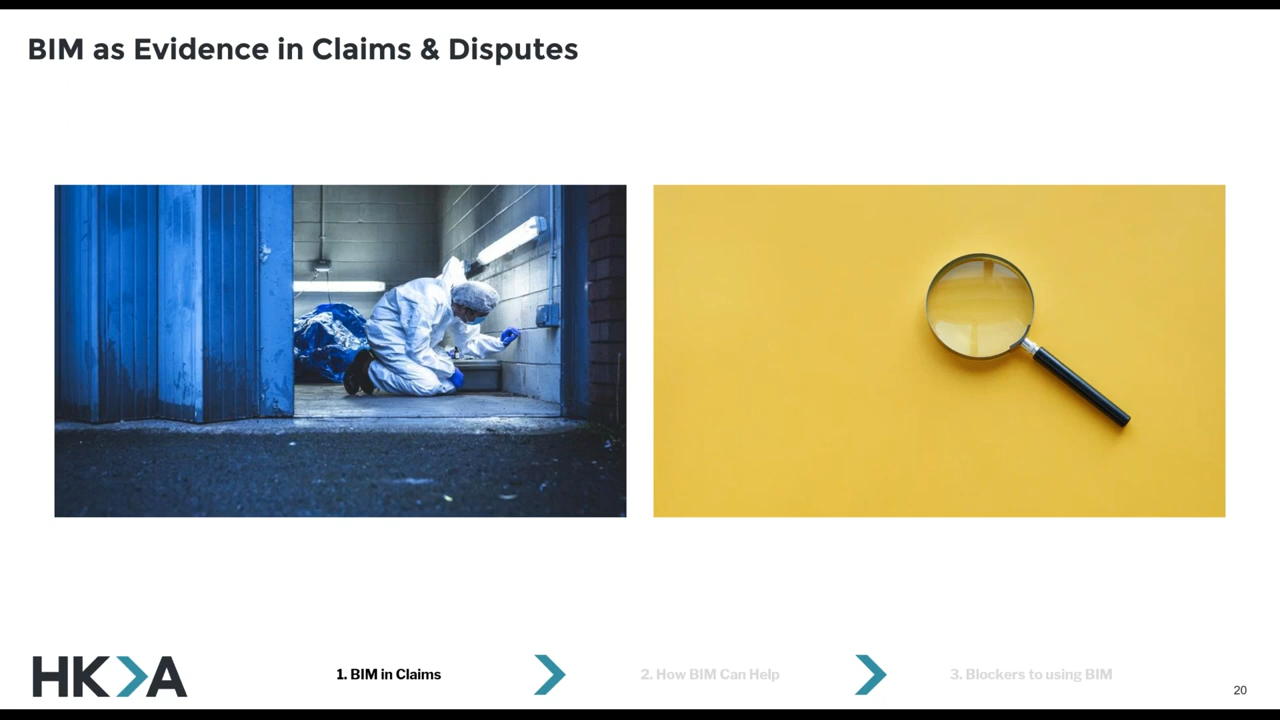 BIM as Evidence in Claims & Disputes
HKA
1. BIM in Claims
2. How BIM Can Help
3. Blockers to using BIM
20